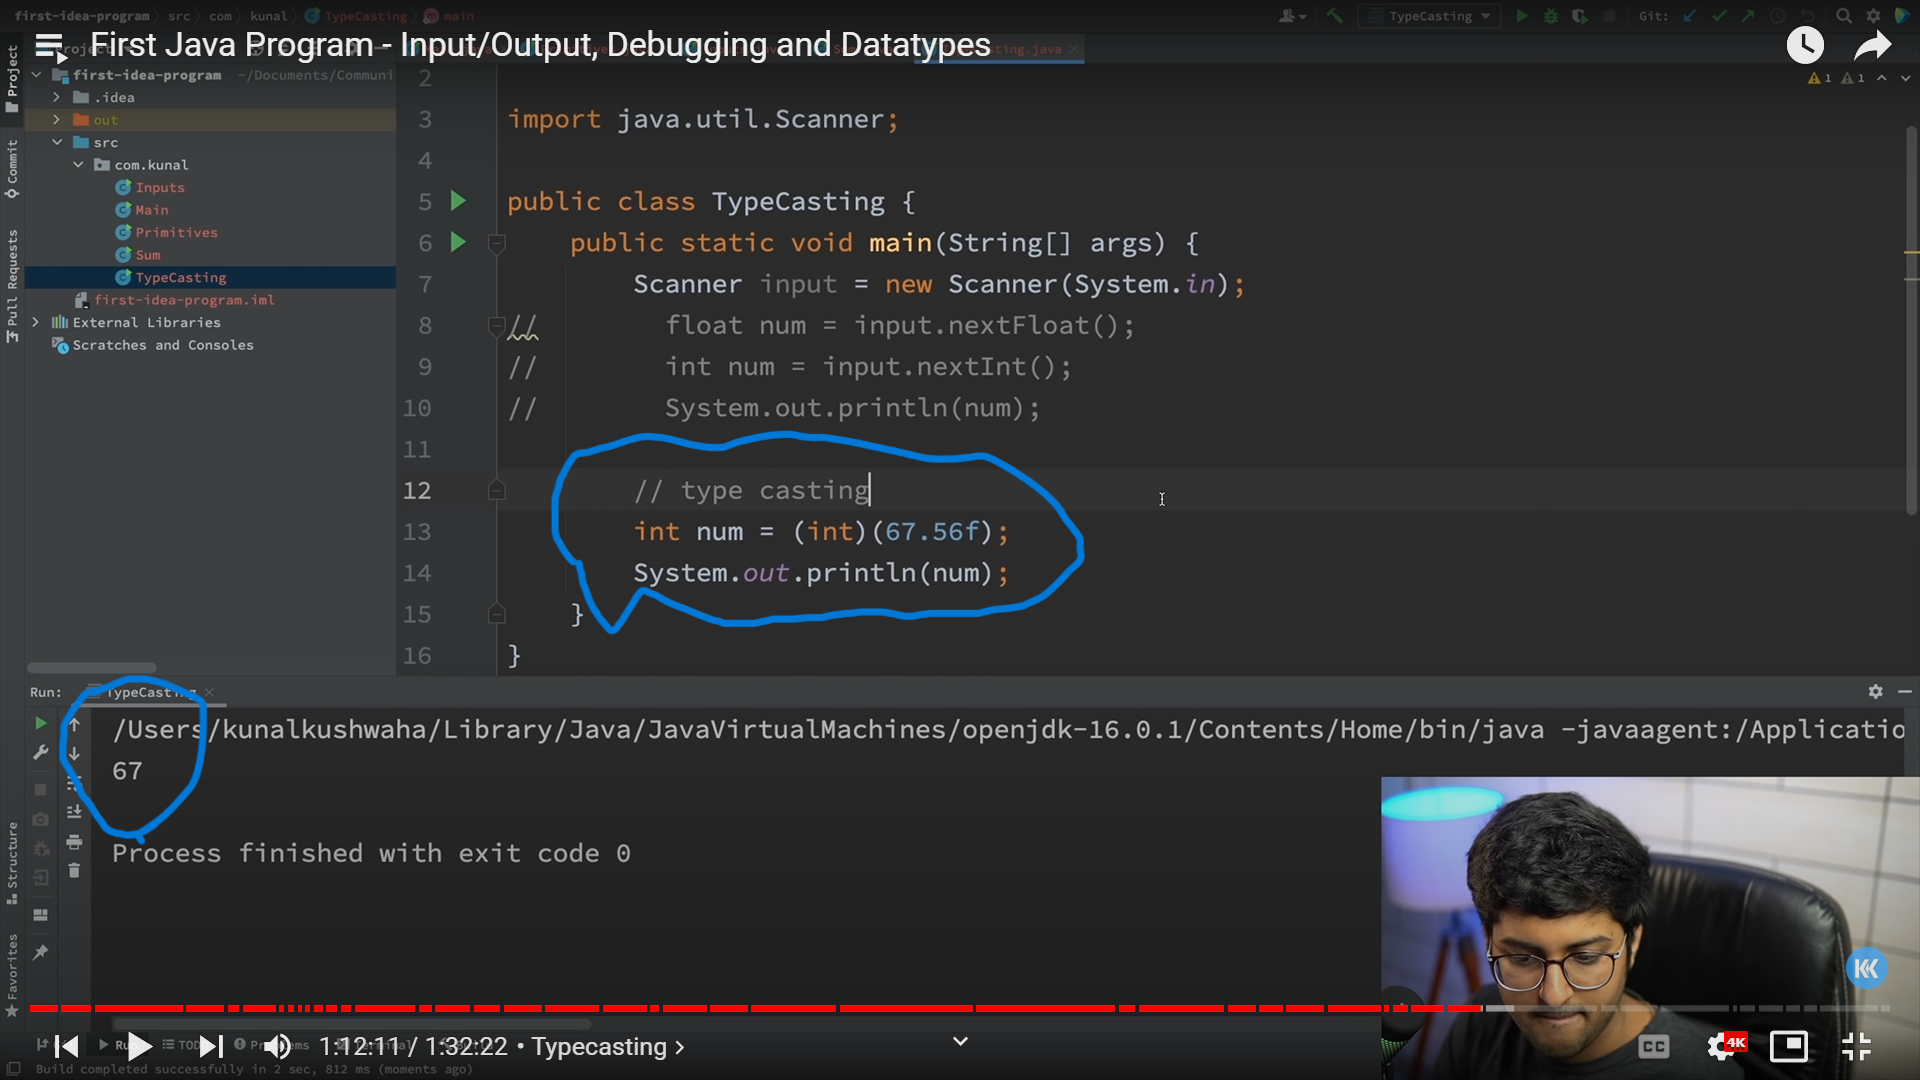 first-idea-program src com kunal TypeCasting main
TypeCasting
Git:
First Java Program - Input/Output, Debugging and Datatypes
first-idea-program ~/Documents/Communi
.idea
out
src
com.kunal
Inputs
Main
Primitives
Sum
TypeCasting
first-idea-program.iml
External Libraries
Scratches and Consoles
Project
Commit
Pull Requests
1 1
2
3 import java.util.Scanner;
4
5 public class TypeCasting {
6 public static void main(String[] args) {
7 Scanner input = new Scanner(System.in);
8 // float num = input.nextFloat();
9 // int num = input.nextInt();
10 // System.out.println(num);
11
12 // type casting
13 int num = (int)(67.56f);
14 System.out.println(num);
15 }
16 }
Run: TypeCasting
/Users/kunalkushwaha/Library/Java/JavaVirtualMachines/openjdk-16.0.1/Contents/Home/bin/java -javaagent:/Applicatio
67
Process finished with exit code 0
Structure
Favorites
1:12:11 / 1:32:22 • Typecasting
CC
4K
Build completed successfully in 2 sec, 812 ms (moments ago)